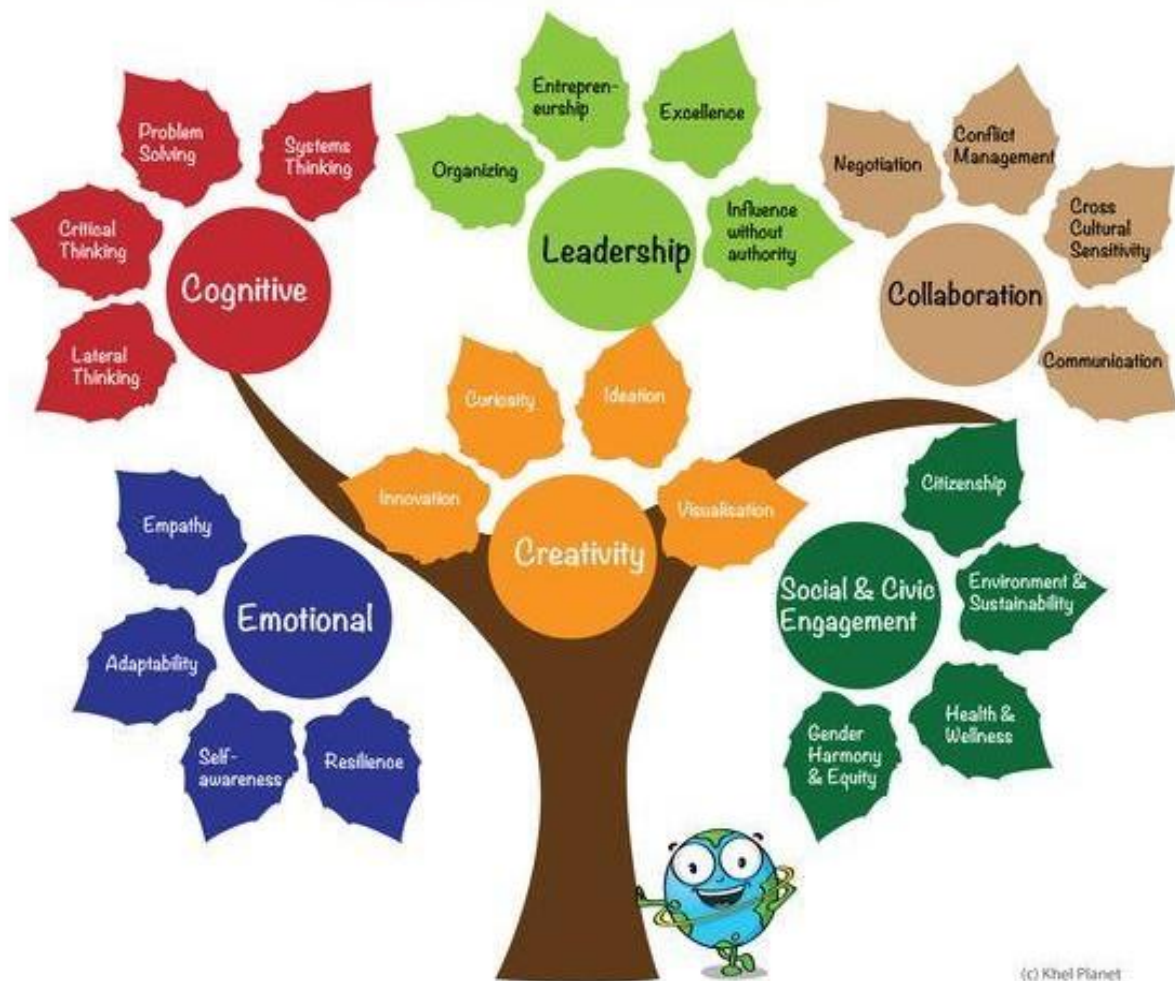 Problem
Solving
Systems
Thinking
Critical
Thinking
Lateral
Thinking
Cognitive
Entrepren-
eurship
Excellence
Organizing
Influence
without
authority
Leadership
Negotiation
Conflict
Management
Cross
Cultural
Sensitivity
Communication
Collaboration
Curiosity
Ideation
Innovation
Visualisation
Creativity
Empathy
Adaptability
Self-
awareness
Resilience
Emotional
Citizenship
Environment &
Sustainability
Health &
Wellness
Gender
Harmony
& Equity
Social & Civic
Engagement
(c) Khel Planet